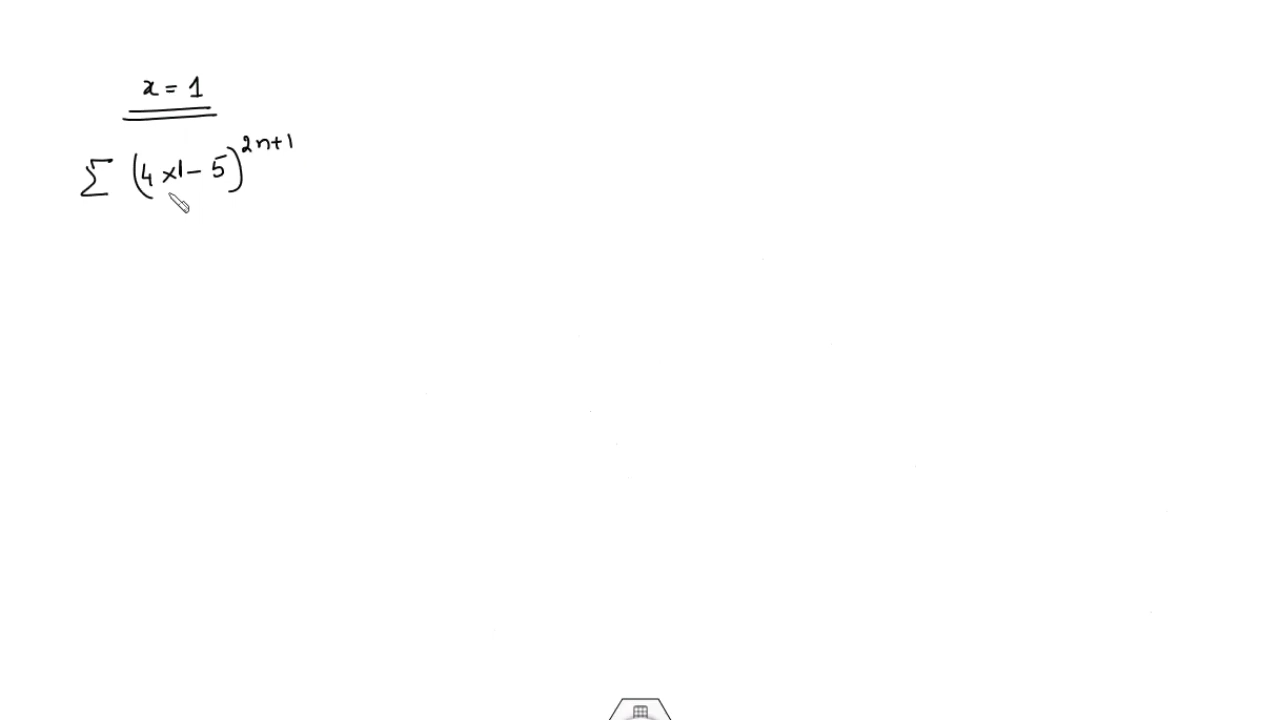 x = 1
Σ (4×1 - 5)^{2n+1}